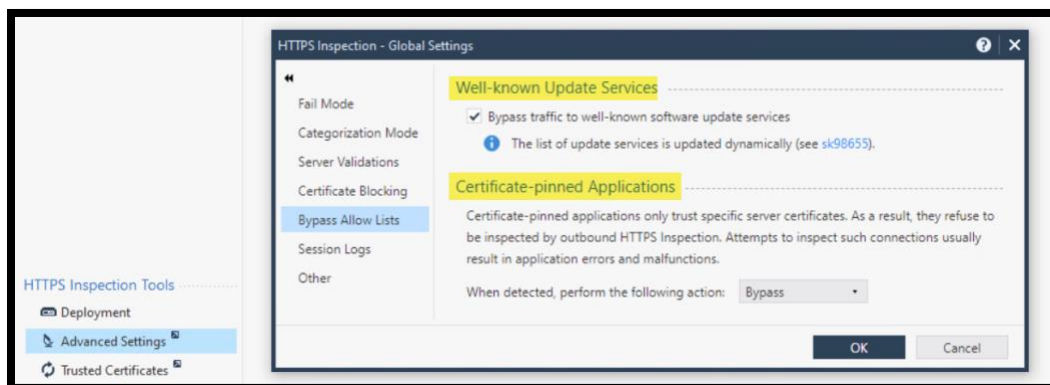 HTTPS Inspection - Global Settings
Fail Mode
Categorization Mode
Server Validations
Certificate Blocking
Bypass Allow Lists
Session Logs
Other
Well-known Update Services
Bypass traffic to well-known software update services
The list of update services is updated dynamically (see sk98655).
Certificate-pinned Applications
Certificate-pinned applications only trust specific server certificates. As a result, they refuse to
be inspected by outbound HTTPS Inspection. Attempts to inspect such connections usually
result in application errors and malfunctions.
When detected, perform the following action: Bypass
OK Cancel
HTTPS Inspection Tools
Deployment
Advanced Settings
Trusted Certificates